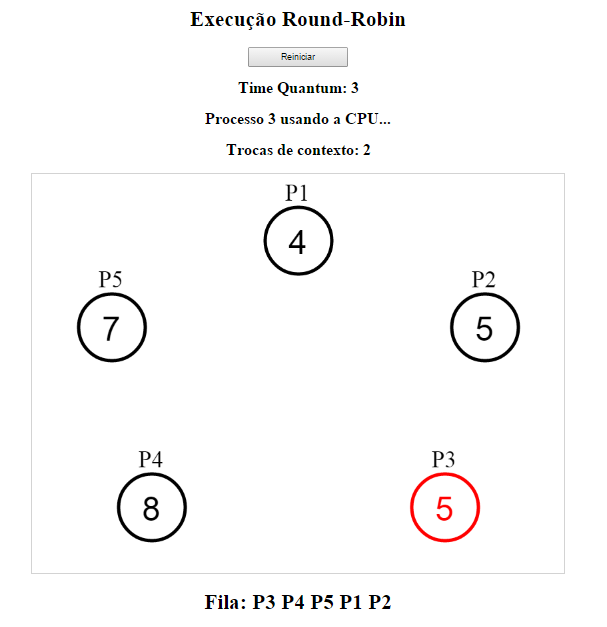 Execução Round-Robin
Reiniciar
Time Quantum: 3
Processo 3 usando a CPU...
Trocas de contexto: 2
P1
4
P5
P2
7
5
P4
P3
8
5
Fila: P3 P4 P5 P1 P2